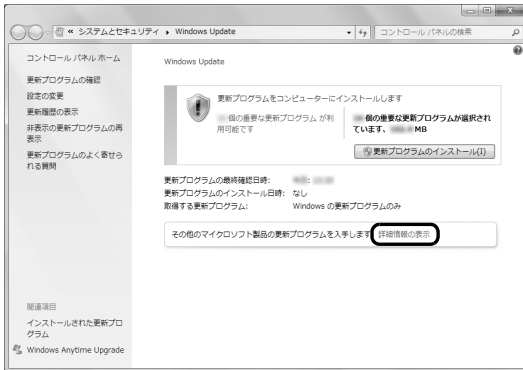 « システムとセキュリティ ▸ Windows Update
コントロール パネルの検索
コントロール パネル ホーム
更新プログラムの確認
設定の変更
更新履歴の表示
非表示の更新プログラムの再
表示
更新プログラムのよく寄せら
れる質問
関連項目
インストールされた更新プロ
グラム
Windows Anytime Upgrade
Windows Update
更新プログラムをコンピューターにインストールします
個の重要な更新プログラム が利
用可能です
個の重要な更新プログラムが選択され
ています、 MB
更新プログラムのインストール(I)
更新プログラムの最終確認日時:
更新プログラムのインストール日時: なし
取得する更新プログラム: Windows の更新プログラムのみ
その他のマイクロソフト製品の更新プログラムを入手します 詳細情報の表示